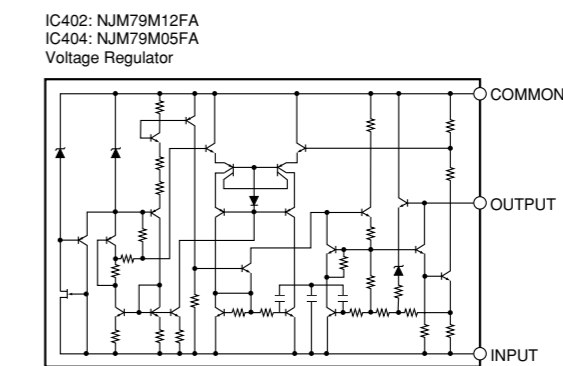 IC402: NJM79M12FA
IC404: NJM79M05FA
Voltage Regulator
COMMON
OUTPUT
INPUT